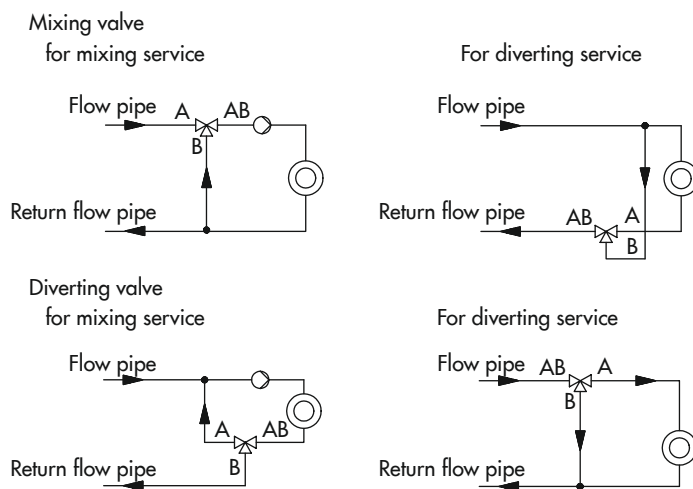 Mixing valve
for mixing service
For diverting service
Flow pipe
A
AB
B
Flow pipe
Return flow pipe
Return flow pipe
AB
A
B
Diverting valve
for mixing service
For diverting service
Flow pipe
A
AB
B
Return flow pipe
Flow pipe
AB
A
B
Return flow pipe